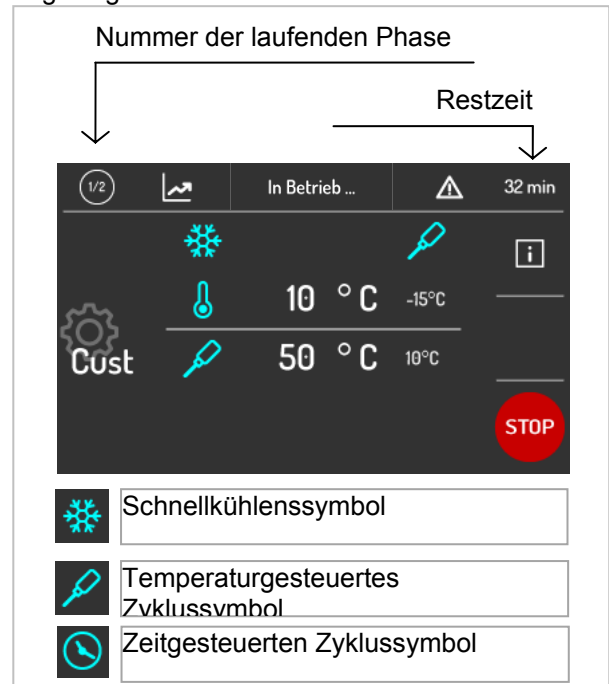 Nummer der laufenden Phase
Restzeit
1/2 In Betrieb ... 32 min
i
10 °C -15°C
Cust 50 °C 10°C
STOP
Schnellkühlenssymbol
Temperaturgesteuertes
Zyklussymbol
Zeitgesteuerten Zyklussymbol